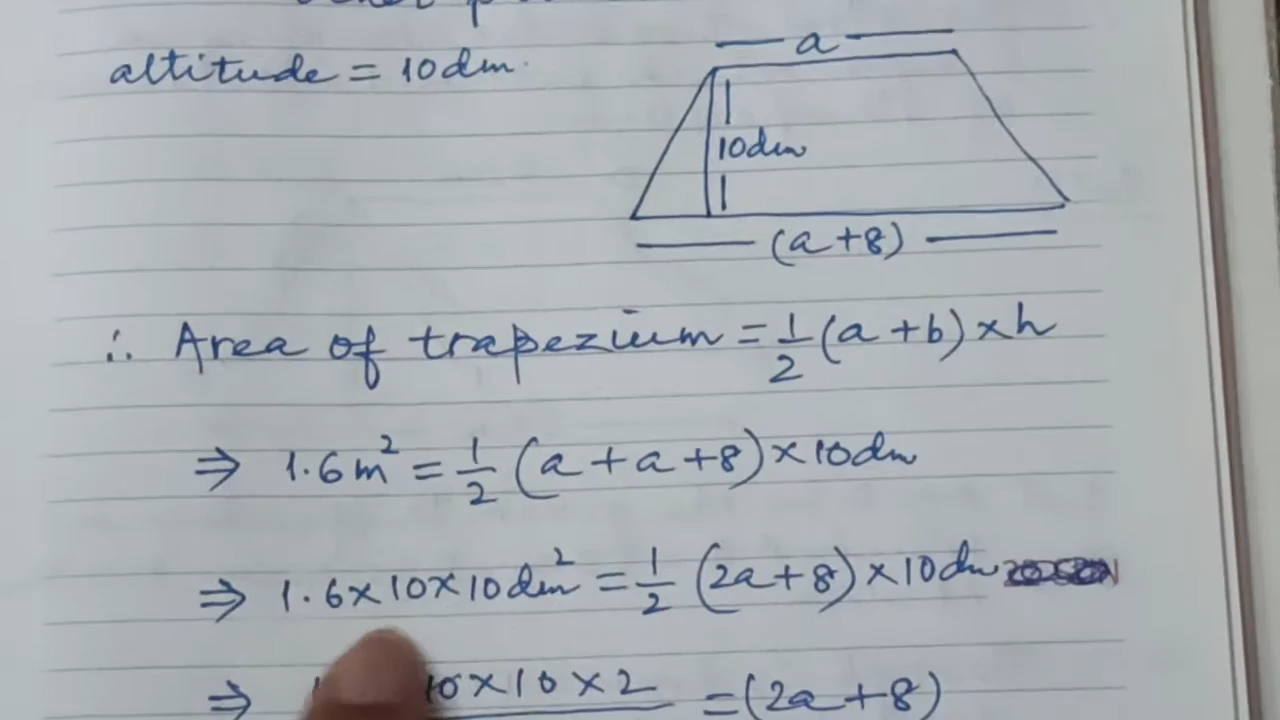 altitude = 10dm.
a
10dm
(a+8)
∴ Area of trapezium = 1/2 (a+b)×h
⇒ 1.6m² = 1/2 (a+a+8)×10dm
⇒ 1.6×10×10dm² = 1/2 (2a+8)×10dm
⇒ 10×10×2 = (2a+8)